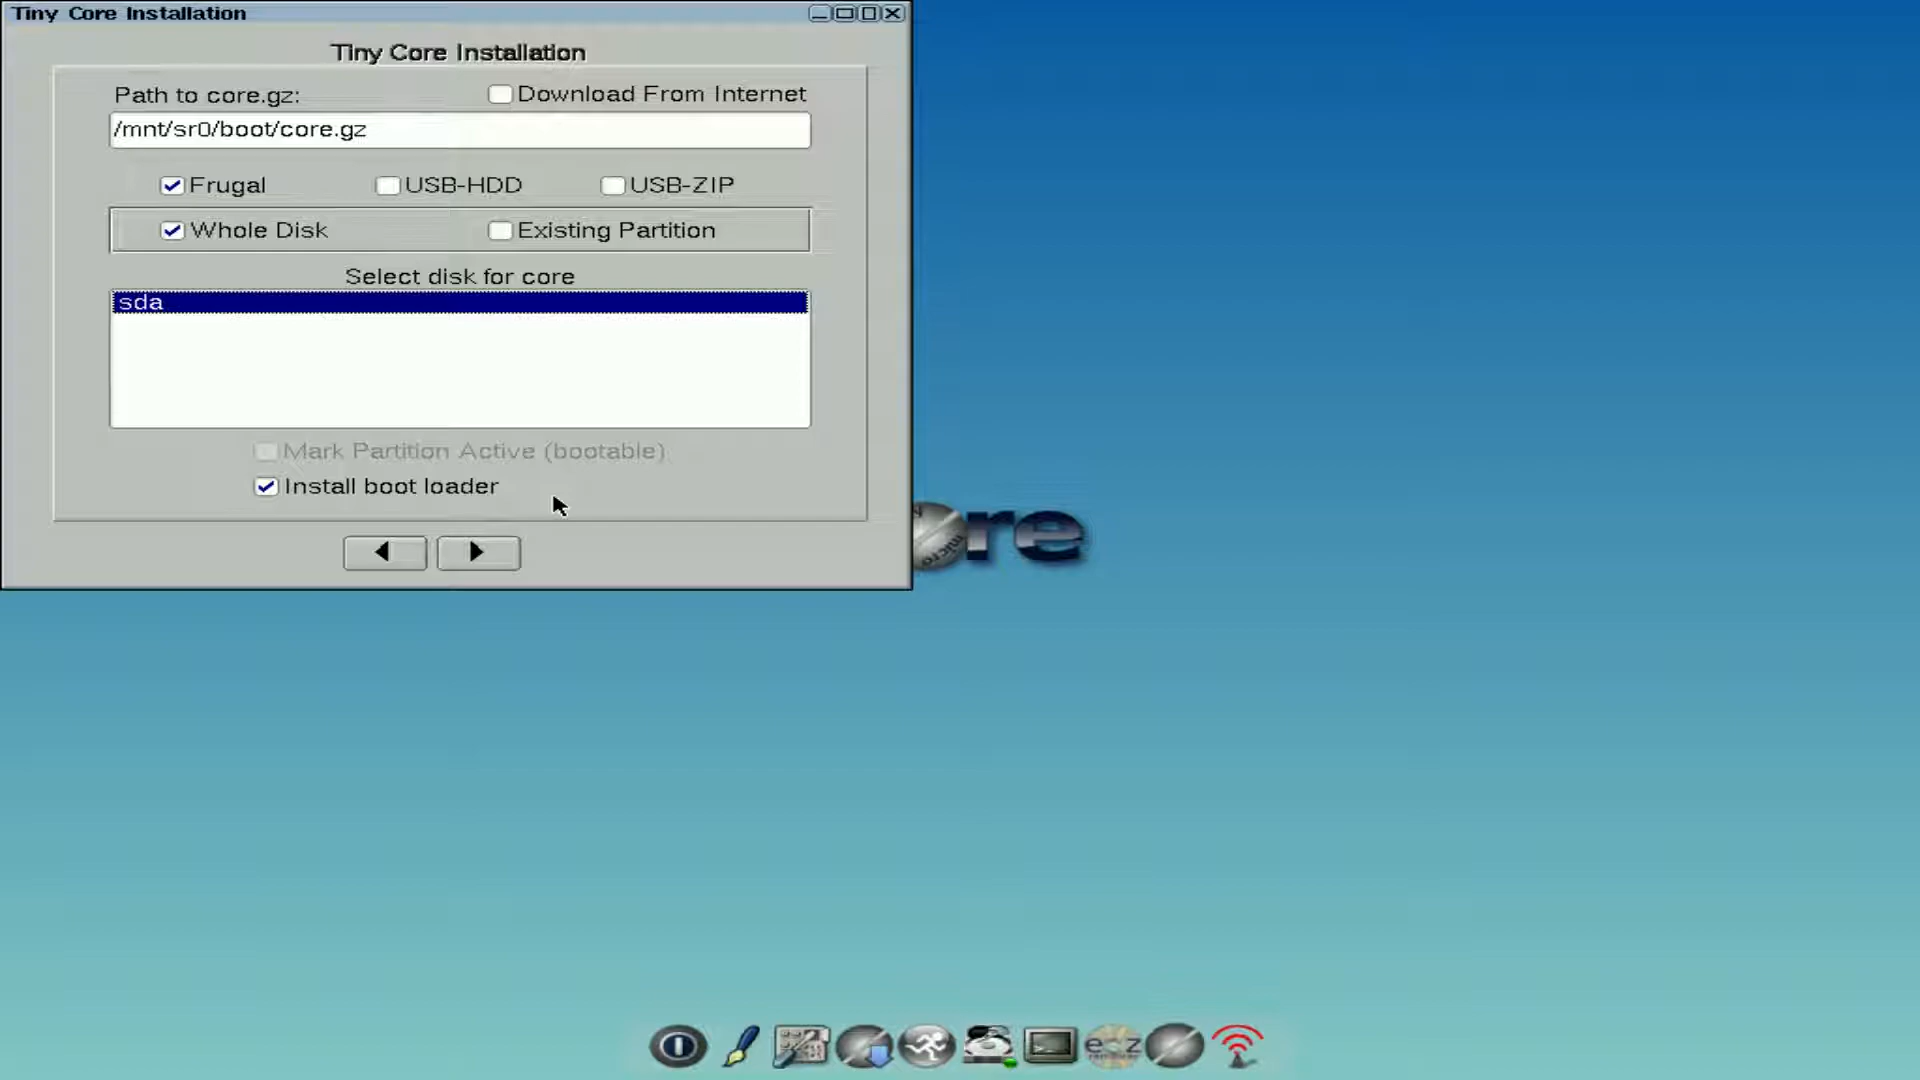 Tiny Core Installation
Tiny Core Installation
Path to core.gz:
Download From Internet
/mnt/sr0/boot/core.gz
Frugal
USB-HDD
USB-ZIP
Whole Disk
Existing Partition
Select disk for core
sda
Mark Partition Active (bootable)
Install boot loader
micro
re